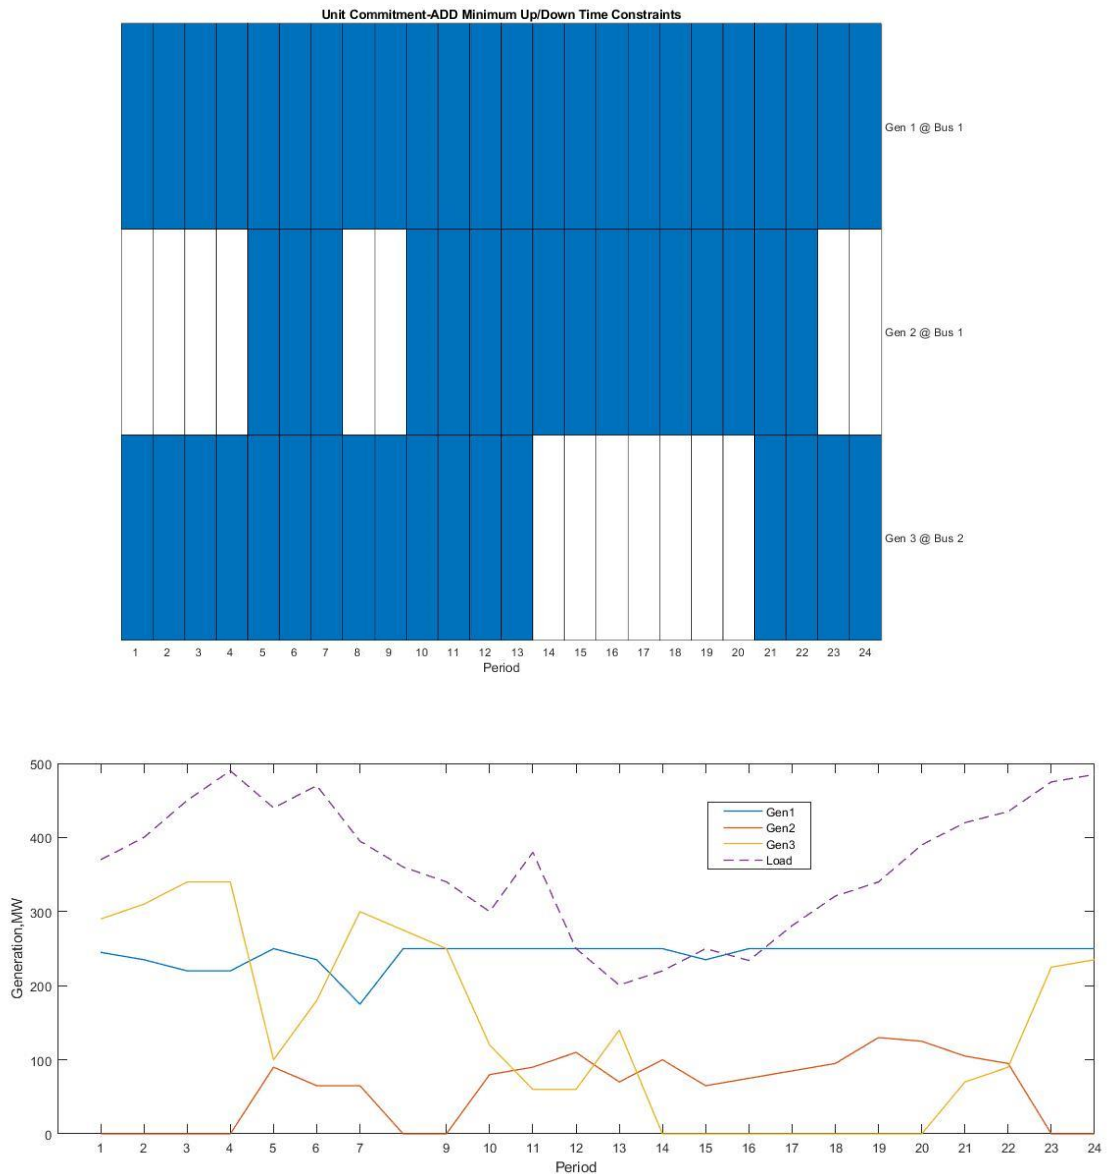 Unit Commitment-ADD Minimum Up/Down Time Constraints
Gen 1 @ Bus 1
Gen 2 @ Bus 1
Gen 3 @ Bus 2
1 2 3 4 5 6 7 8 9 10 11 12 13 14 15 16 17 18 19 20 21 22 23 24
Period
500
400
300
200
100
0
Generation,MW
Gen1
Gen2
Gen3
Load
1 2 3 4 5 6 7 9 10 11 12 13 14 15 16 17 18 19 20 21 22 23 24
Period